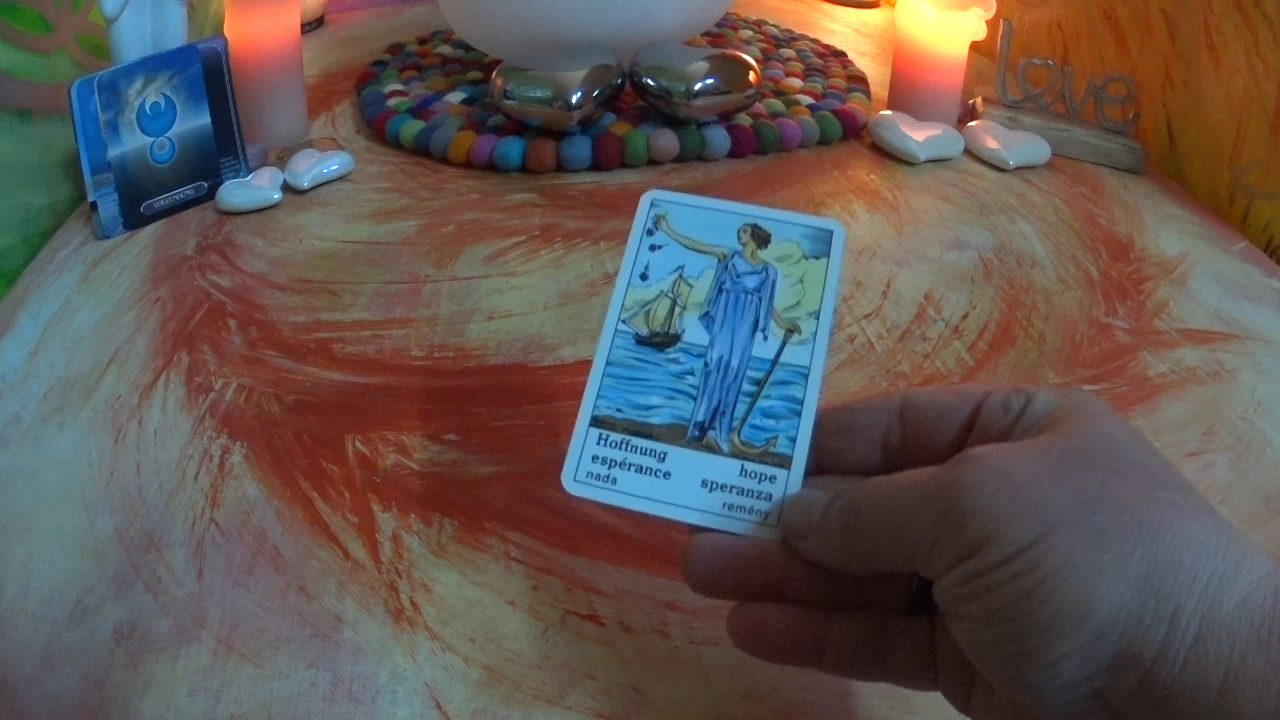 love
VOLLENDUNG
Hoffnung hope
espérance speranza
nada remény